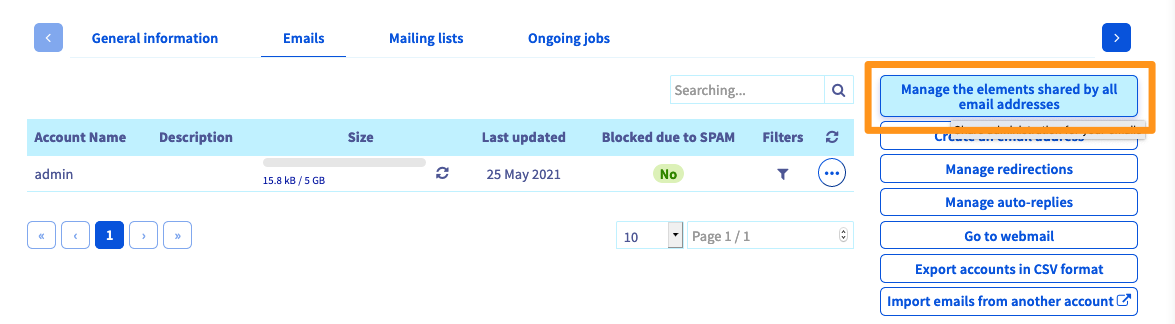 General information
Emails
Mailing lists
Ongoing jobs
Searching...
Manage the elements shared by all
email addresses
Account Name Description Size Last updated Blocked due to SPAM Filters
Create an email address
admin
15.8 kB / 5 GB
25 May 2021
No
Manage redirections
Manage auto-replies
« ‹ 1 › »
10
Page 1 / 1
Go to webmail
Export accounts in CSV format
Import emails from another account